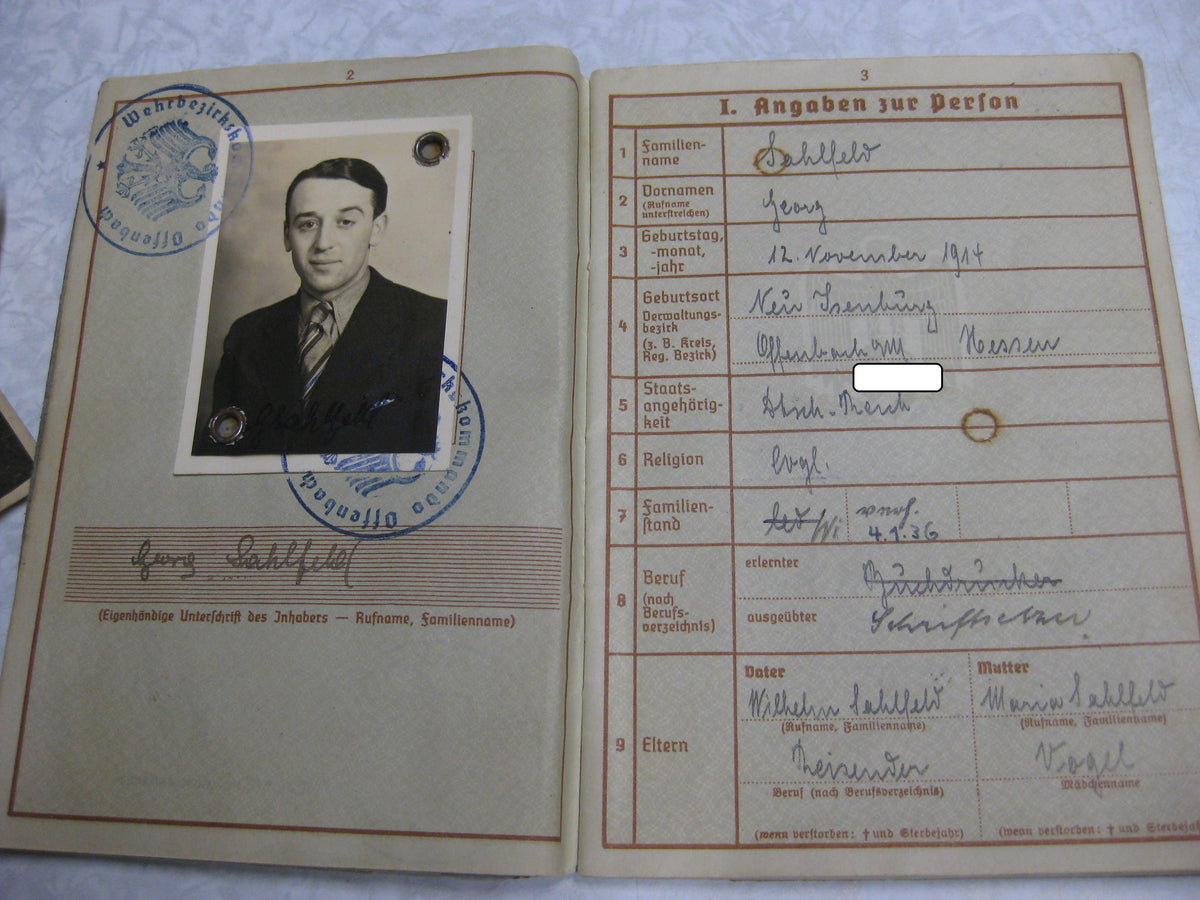 2
Wehrbezirkskommando Offenbach
GSahlfeld
kommando Offenbach
Georg Sahlfeld
(Eigenhändige Unterschrift des Inhabers — Rufname, Familienname)
3
I. Angaben zur Person
1 Familien-
name
Sahlfeld
2 Vornamen
(Rufname
unterstreichen)
Georg
3 Geburtstag,
-monat,
-jahr
12. November 1914
4 Geburtsort
Verwaltungs-
bezirk
(z. B. Kreis,
Reg. Bezirk)
Neu Isenburg
Offenbach a/M Hessen
5 Staats-
angehörig-
keit
Dtsch. Reich
6 Religion
Evgl.
7 Familien-
stand
led
4.1.36
8 Beruf
(nach
Berufs-
verzeichnis)
erlernter
Buchdrucker
ausgeübter
Schriftsetzer
9 Eltern
Vater
Wilhelm Sahlfeld
(Rufname, Familienname)
Reisender
Beruf (nach Berufsverzeichnis)
(wenn verstorben: † und Sterbejahr)
Mutter
Maria Sahlfeld
(Rufname, Familienname)
Vogel
Mädchenname
(wenn verstorben: † und Sterbejahr)